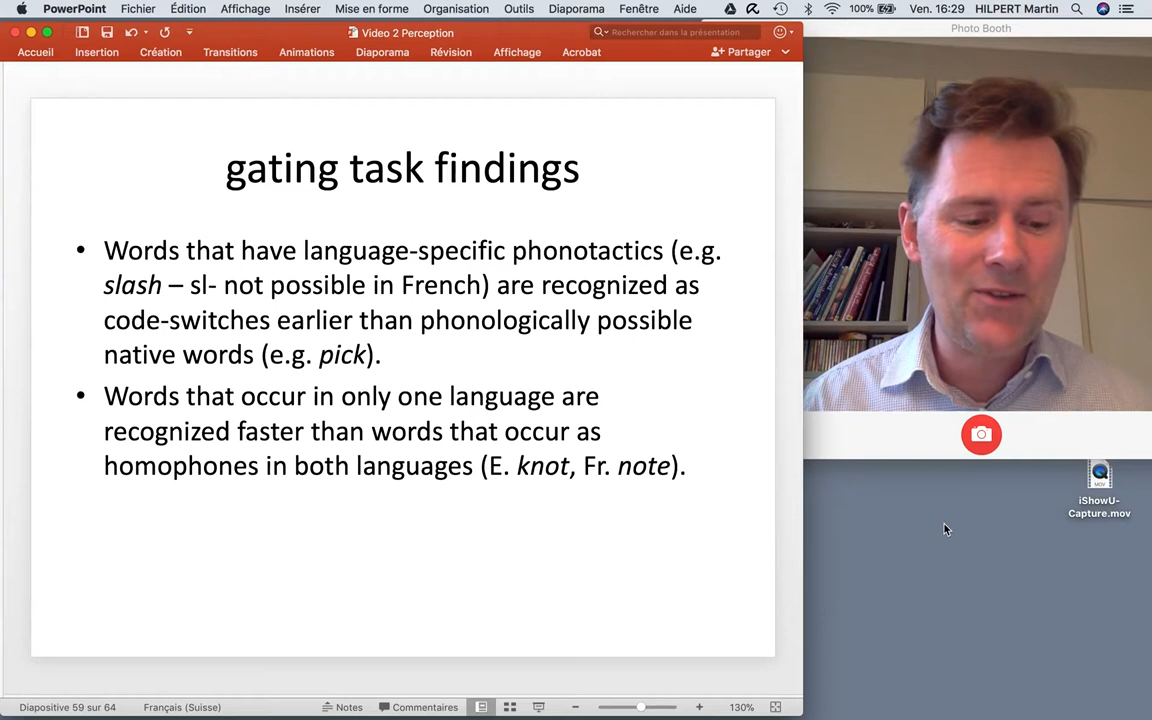 PowerPoint Fichier Édition Affichage Insérer Mise en forme Organisation Outils Diaporama Fenêtre Aide 100% Ven. 16:29 HILPERT Martin
Video 2 Perception
Rechercher dans la présentation
Photo Booth
Accueil Insertion Création Transitions Animations Diaporama Révision Affichage Acrobat Partager
gating task findings
• Words that have language-specific phonotactics (e.g.
slash – sl- not possible in French) are recognized as
code-switches earlier than phonologically possible
native words (e.g. pick).
• Words that occur in only one language are
recognized faster than words that occur as
homophones in both languages (E. knot, Fr. note).
MOV
iShowU-
Capture.mov
Diapositive 59 sur 64 Français (Suisse) Notes Commentaires 130%